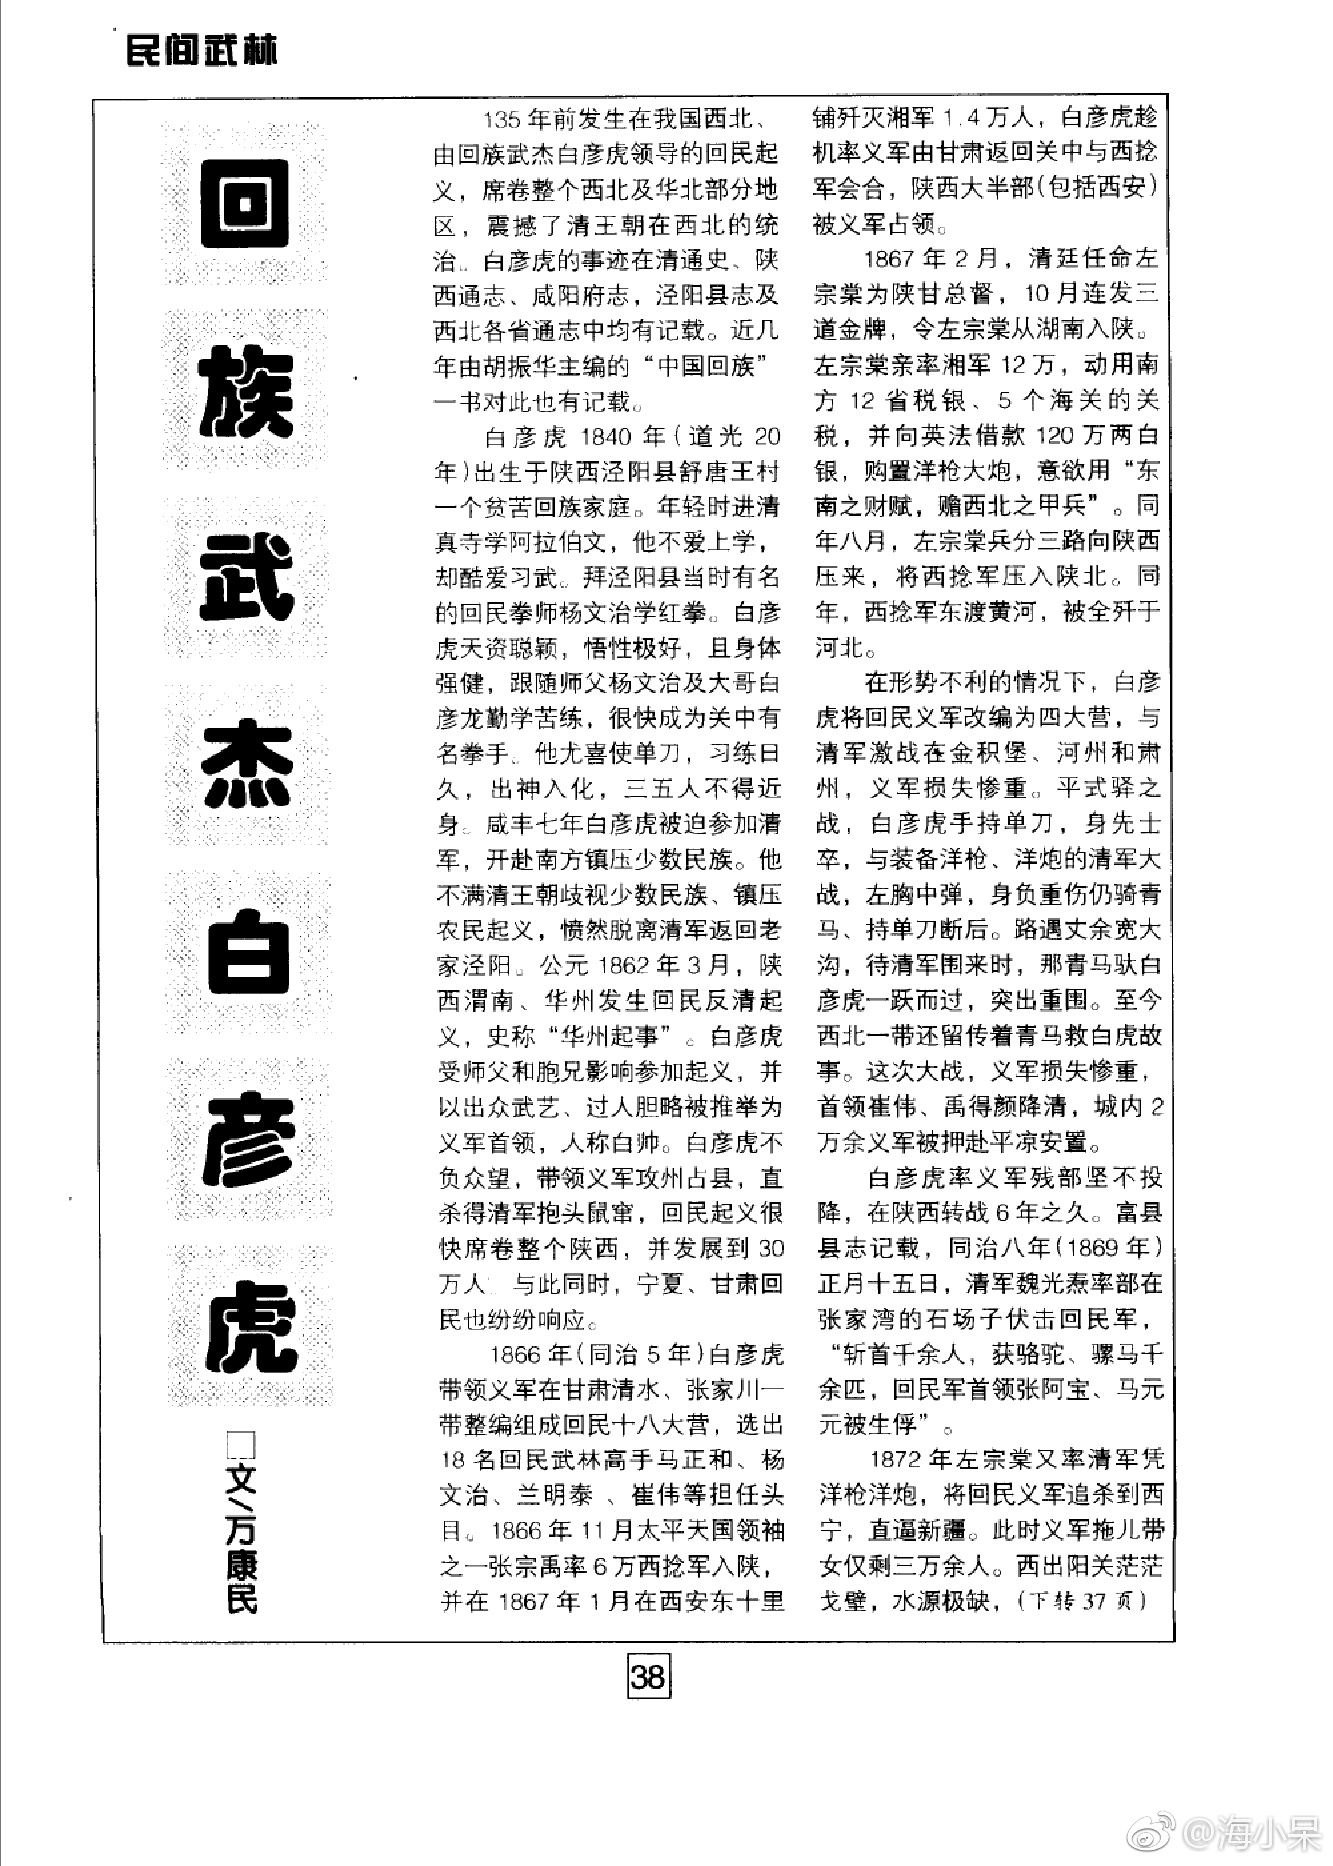 民间武林
回
族
武
杰
白
彦
虎
□文/万康民
135年前发生在我国西北、
由回族武杰白彦虎领导的回民起
义，席卷整个西北及华北部分地
区，震撼了清王朝在西北的统
治。白彦虎的事迹在清通史、陕
西通志、咸阳府志，泾阳县志及
西北各省通志中均有记载。近几
年由胡振华主编的“中国回族”
一书对此也有记载。
白彦虎1840年(道光20
年)出生于陕西泾阳县舒唐王村
一个贫苦回族家庭。年轻时进清
真寺学阿拉伯文，他不爱上学，
却酷爱习武。拜泾阳县当时有名
的回民拳师杨文治学红拳。白彦
虎天资聪颖，悟性极好，且身体
强健，跟随师父杨文治及大哥白
彦龙勤学苦练，很快成为关中有
名拳手。他尤喜使单刀，习练日
久，出神入化，三五人不得近
身。咸丰七年白彦虎被迫参加清
军，开赴南方镇压少数民族。他
不满清王朝歧视少数民族、镇压
农民起义，愤然脱离清军返回老
家泾阳。公元1862年3月，陕
西渭南、华州发生回民反清起
义，史称“华州起事”。白彦虎
受师父和胞兄影响参加起义，并
以出众武艺、过人胆略被推举为
义军首领，人称白帅。白彦虎不
负众望，带领义军攻州占县，直
杀得清军抱头鼠窜，回民起义很
快席卷整个陕西，并发展到30
万人 与此同时，宁夏、甘肃回
民也纷纷响应。
1866年(同治5年)白彦虎
带领义军在甘肃清水、张家川一
带整编组成回民十八大营，选出
18名回民武林高手马正和、杨
文治、兰明泰、崔伟等担任头
目。1866年11月太平天国领袖
之一张宗禹率6万西捻军入陕，
并在1867年1月在西安东十里
铺歼灭湘军1.4万人，白彦虎趁
机率义军由甘肃返回关中与西捻
军会合，陕西大半部(包括西安)
被义军占领。
1867年2月，清廷任命左
宗棠为陕甘总督，10月连发三
道金牌，令左宗棠从湖南入陕。
左宗棠亲率湘军12万，动用南
方12省税银、5个海关的关
税，并向英法借款120万两白
银，购置洋枪大炮，意欲用“东
南之财赋，赡西北之甲兵”。同
年八月，左宗棠兵分三路向陕西
压来，将西捻军压入陕北。同
年，西捻军东渡黄河，被全歼于
河北。
在形势不利的情况下，白彦
虎将回民义军改编为四大营，与
清军激战在金积堡、河州和肃
州，义军损失惨重。平式驿之
战，白彦虎手持单刀，身先士
卒，与装备洋枪、洋炮的清军大
战，左胸中弹，身负重伤仍骑青
马、持单刀断后。路遇丈余宽大
沟，待清军围来时，那青马驮白
彦虎一跃而过，突出重围。至今
西北一带还留传着青马救白虎故
事。这次大战，义军损失惨重，
首领崔伟、禹得颜降清，城内2
万余义军被押赴平凉安置。
白彦虎率义军残部坚不投
降，在陕西转战6年之久。富县
县志记载，同治八年(1869年)
正月十五日，清军魏光焘率部在
张家湾的石场子伏击回民军，
“斩首千余人，获骆驼、骡马千
余匹，回民军首领张阿宝、马元
元被生俘”。
1872年左宗棠又率清军凭
洋枪洋炮，将回民义军追杀到西
宁，直逼新疆。此时义军拖儿带
女仅剩三万余人。西出阳关茫茫
戈壁，水源极缺，(下转37页)
38
@海小呆